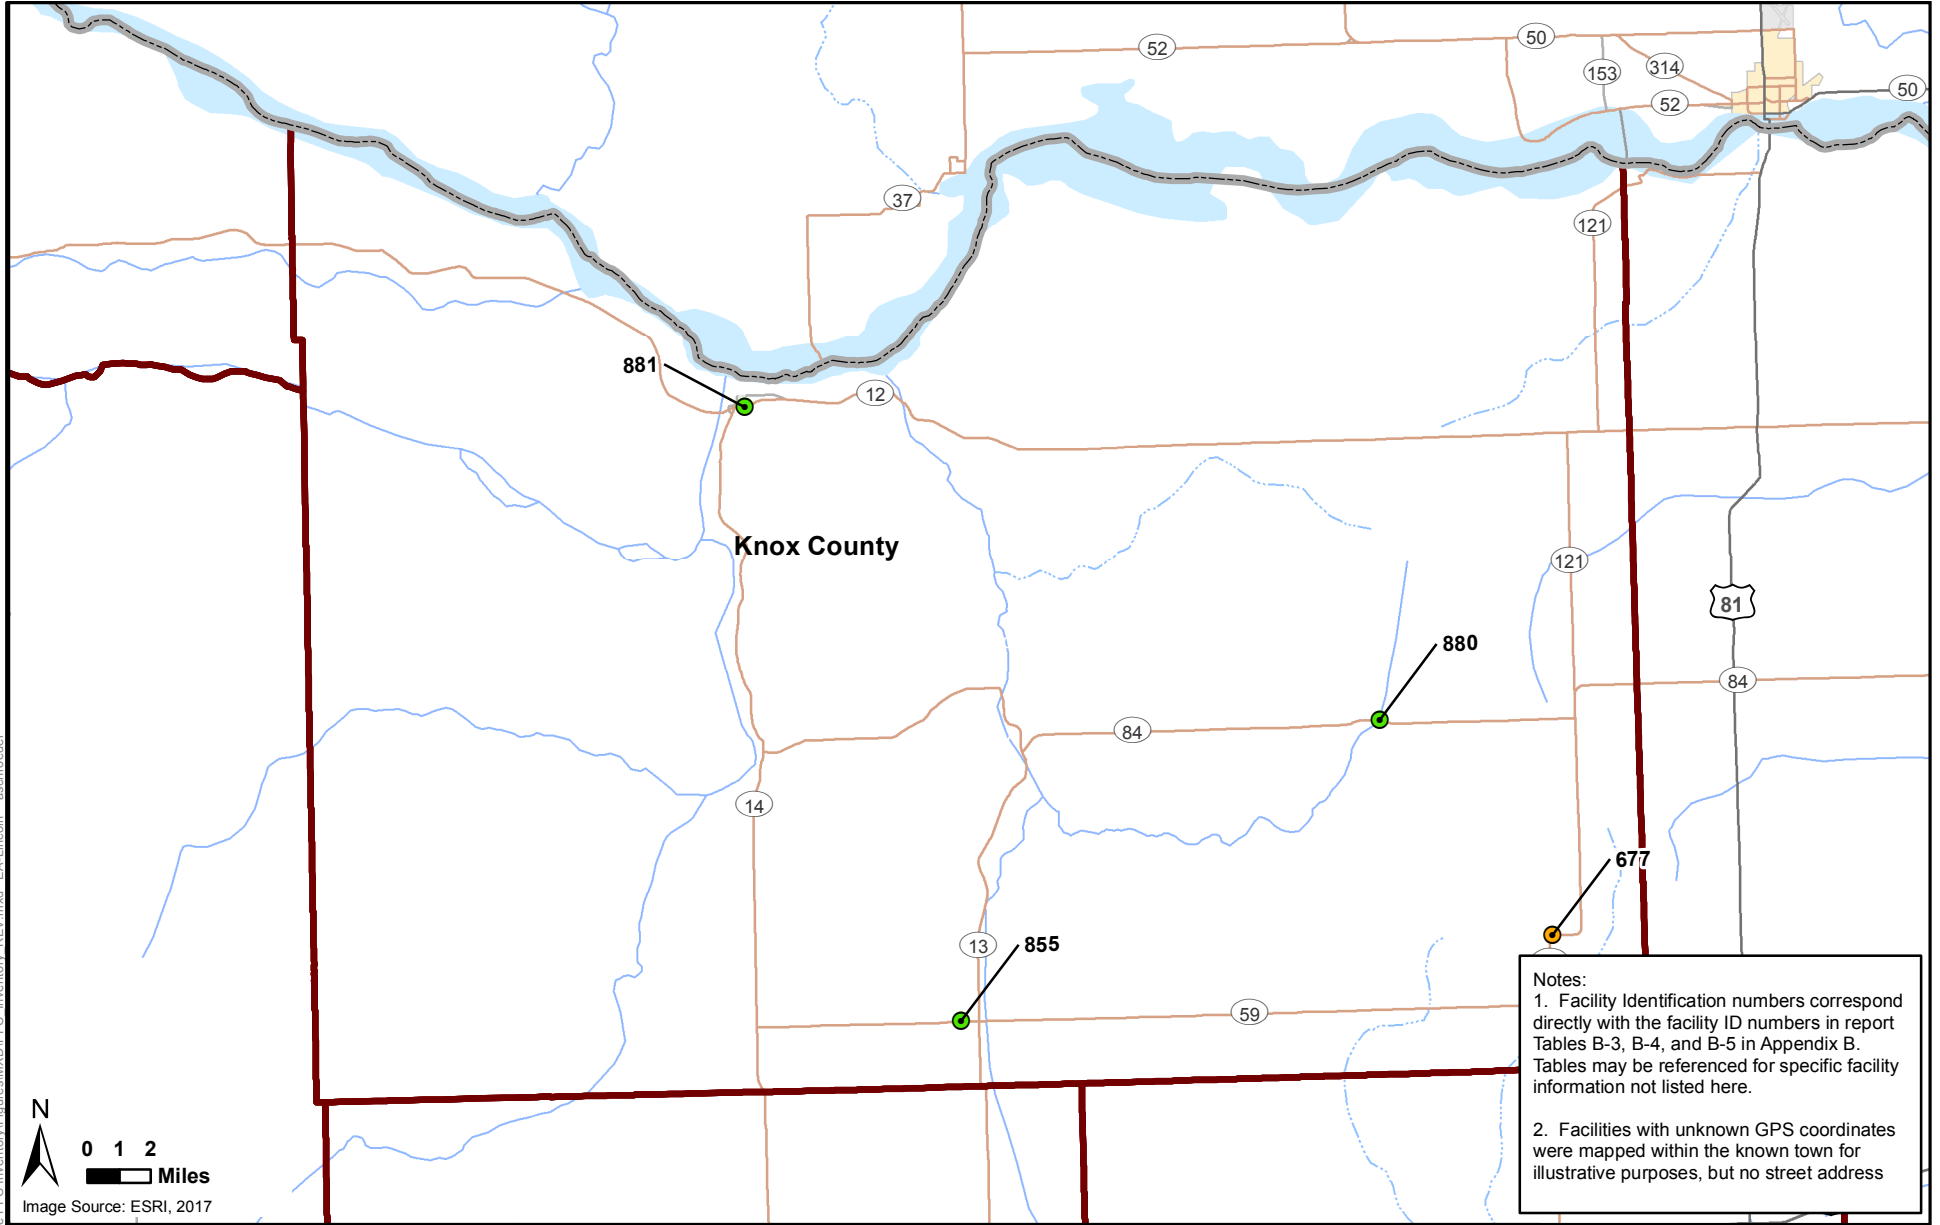 52
50
153
314
52
50
37
121
881
12
Knox County
121
81
880
84
84
14
677
13
855
59
Notes:
1. Facility Identification numbers correspond
directly with the facility ID numbers in report
Tables B-3, B-4, and B-5 in Appendix B.
Tables may be referenced for specific facility
information not listed here.
2. Facilities with unknown GPS coordinates
were mapped within the known town for
illustrative purposes, but no street address
N
0 1 2
Miles
Image Source: ESRI, 2017